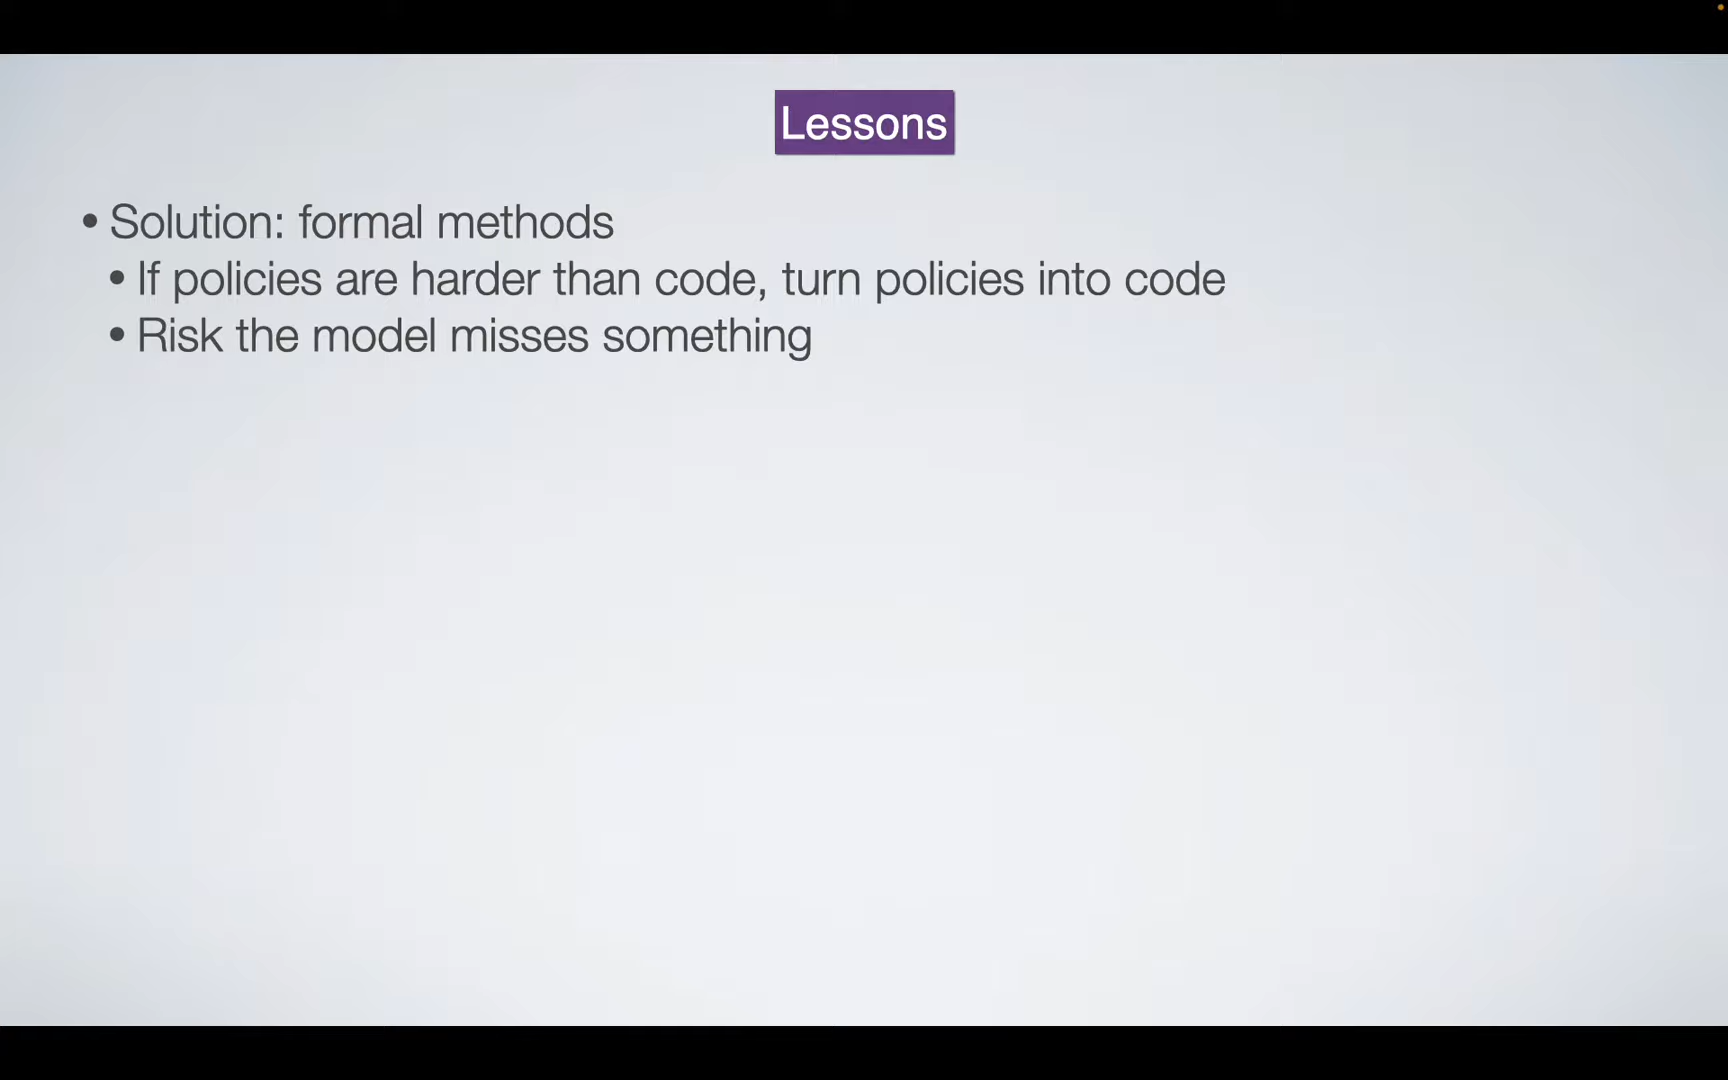 Lessons
• Solution: formal methods
• If policies are harder than code, turn policies into code
• Risk the model misses something